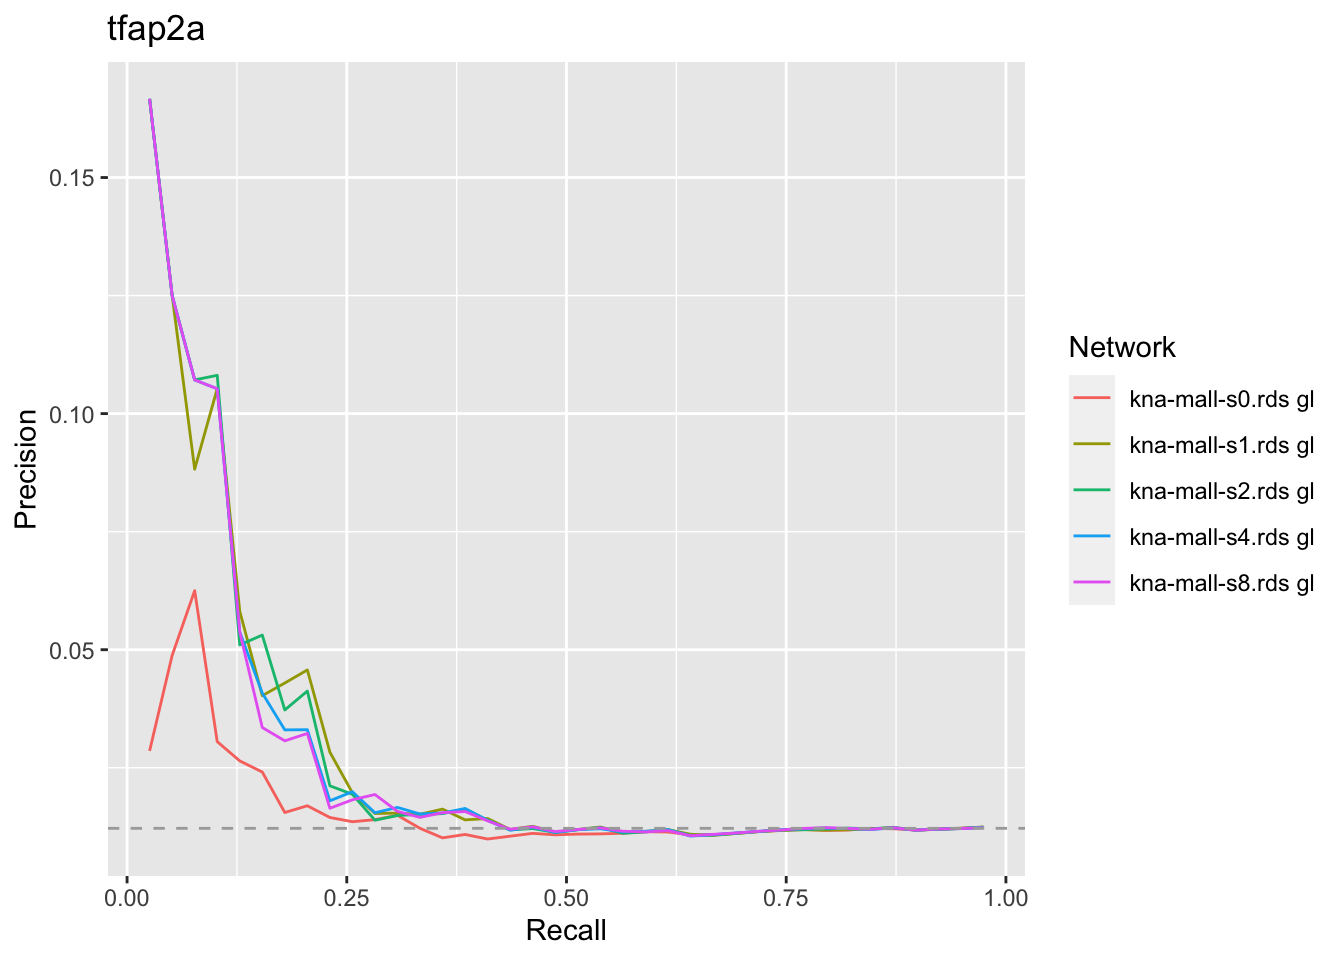 tfap2a
0.15
0.10
0.05
Precision
0.00 0.25 0.50 0.75 1.00
Recall
Network
kna-mall-s0.rds gl
kna-mall-s1.rds gl
kna-mall-s2.rds gl
kna-mall-s4.rds gl
kna-mall-s8.rds gl